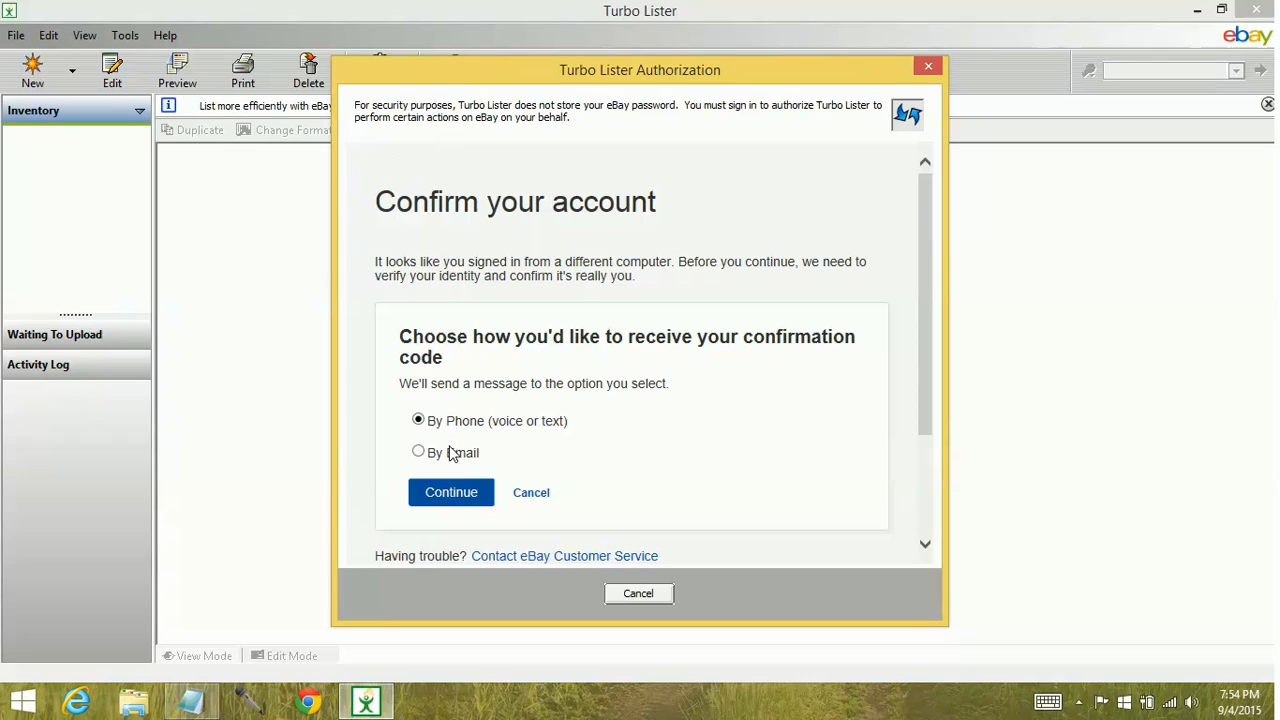 Turbo Lister
File Edit View Tools Help
ebay
New Edit Preview Print Delete
Turbo Lister Authorization
Inventory
List more efficiently with eBa
For security purposes, Turbo Lister does not store your eBay password. You must sign in to authorize Turbo Lister to
perform certain actions on eBay on your behalf.
Duplicate Change Forma
Confirm your account
It looks like you signed in from a different computer. Before you continue, we need to
verify your identity and confirm it's really you.
Waiting To Upload
Activity Log
Choose how you'd like to receive your confirmation
code
We'll send a message to the option you select.
By Phone (voice or text)
By Email
Continue Cancel
Having trouble? Contact eBay Customer Service
Cancel
View Mode Edit Mode
7:54 PM
9/4/2015